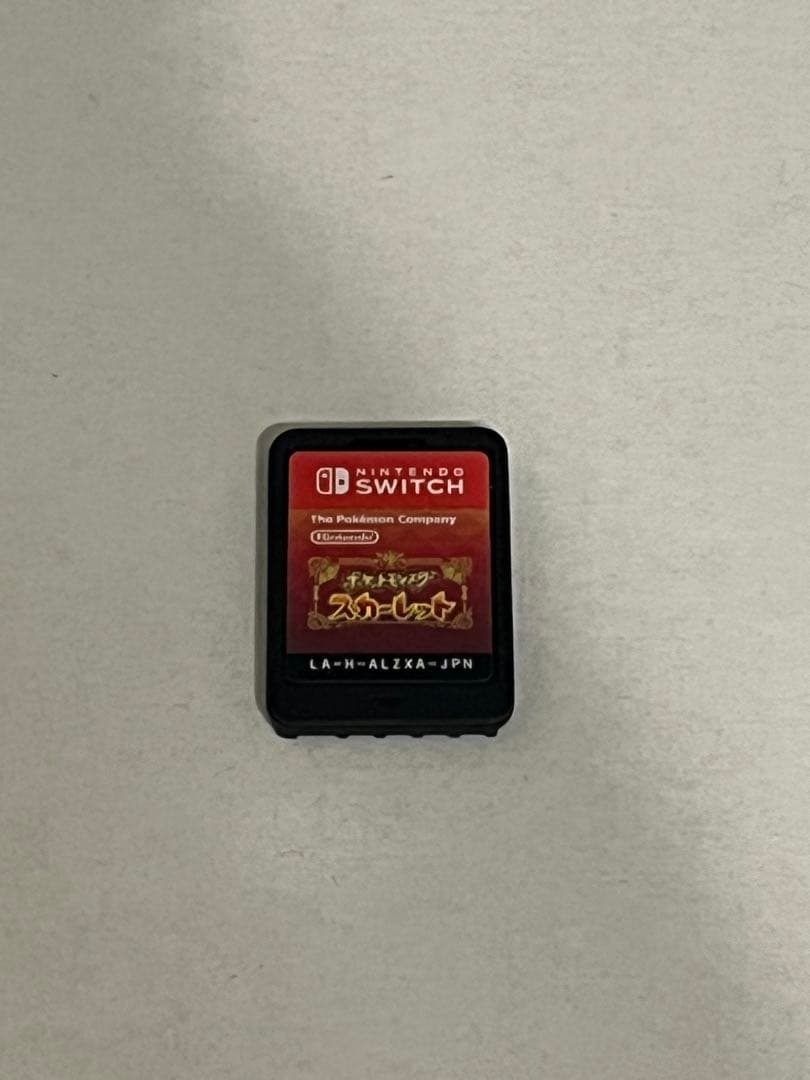 NINTENDO
SWITCH
The Pokémon Company
Nintendo
ポケットモンスター
スカーレット
LA-H-ALZXA-JPN